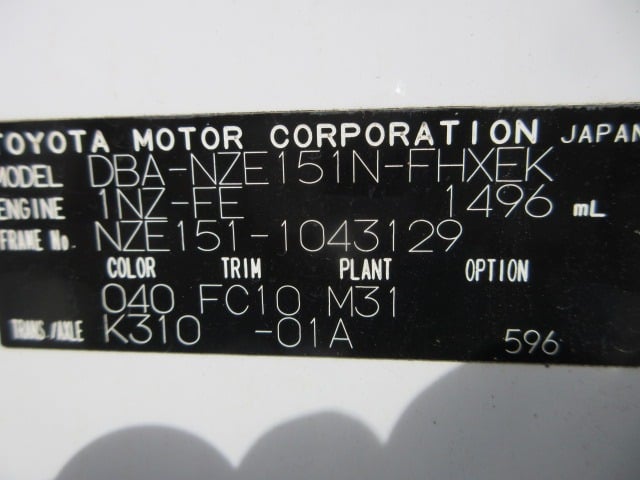 TOYOTA MOTOR CORPORATION JAPAN
MODEL DBA-NZE151N-FHXEK
ENGINE 1NZ-FE 1496 mL
FRAME No. NZE151-1043129
COLOR TRIM PLANT OPTION
040 FC10 M31
TRANS./AXLE K310 -01A 596